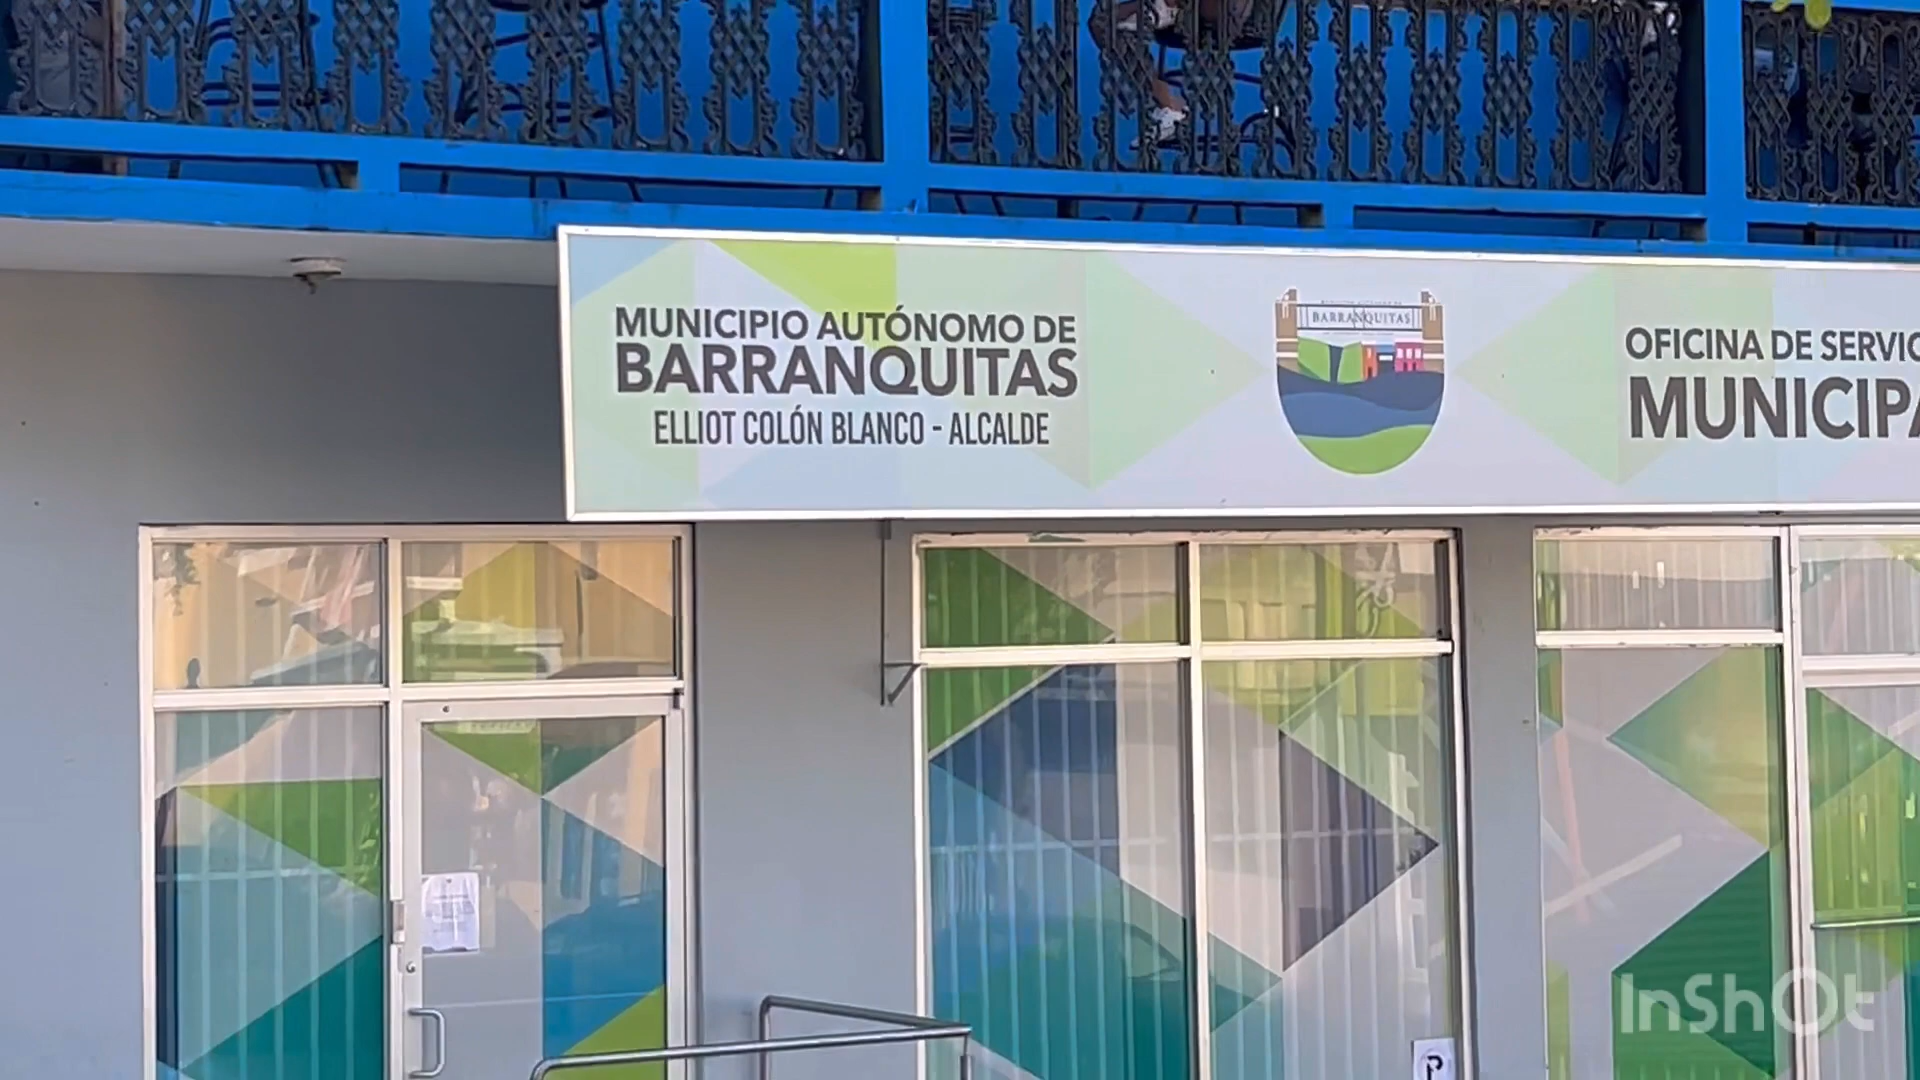 MUNICIPIO AUTÓNOMO DE
BARRANQUITAS
ELLIOT COLÓN BLANCO - ALCALDE
BARRANQUITAS
OFICINA DE SERVIC
MUNICIPA
P
InShOt